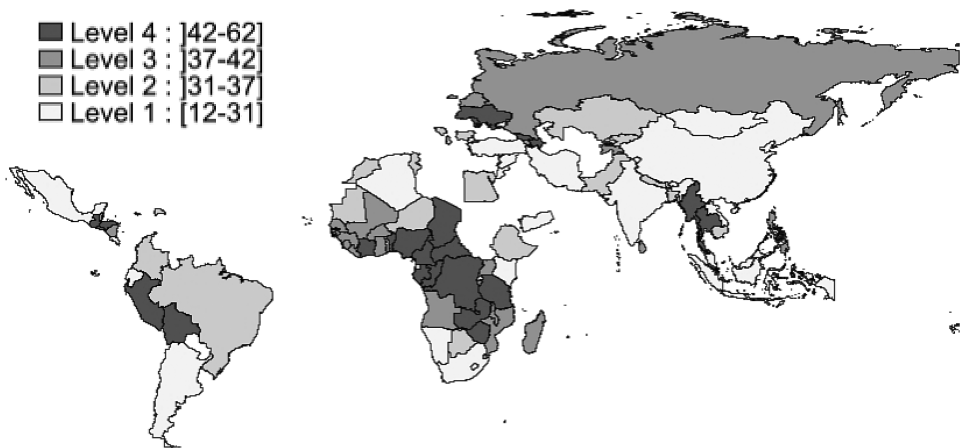 Level 4 : ]42-62]
Level 3 : ]37-42]
Level 2 : ]31-37]
Level 1 : [12-31]